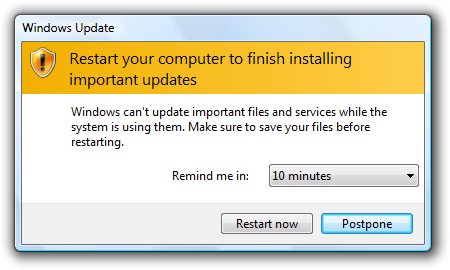 Windows Update
Restart your computer to finish installing
important updates
Windows can't update important files and services while the
system is using them. Make sure to save your files before
restarting.
Remind me in: 10 minutes
Restart now Postpone